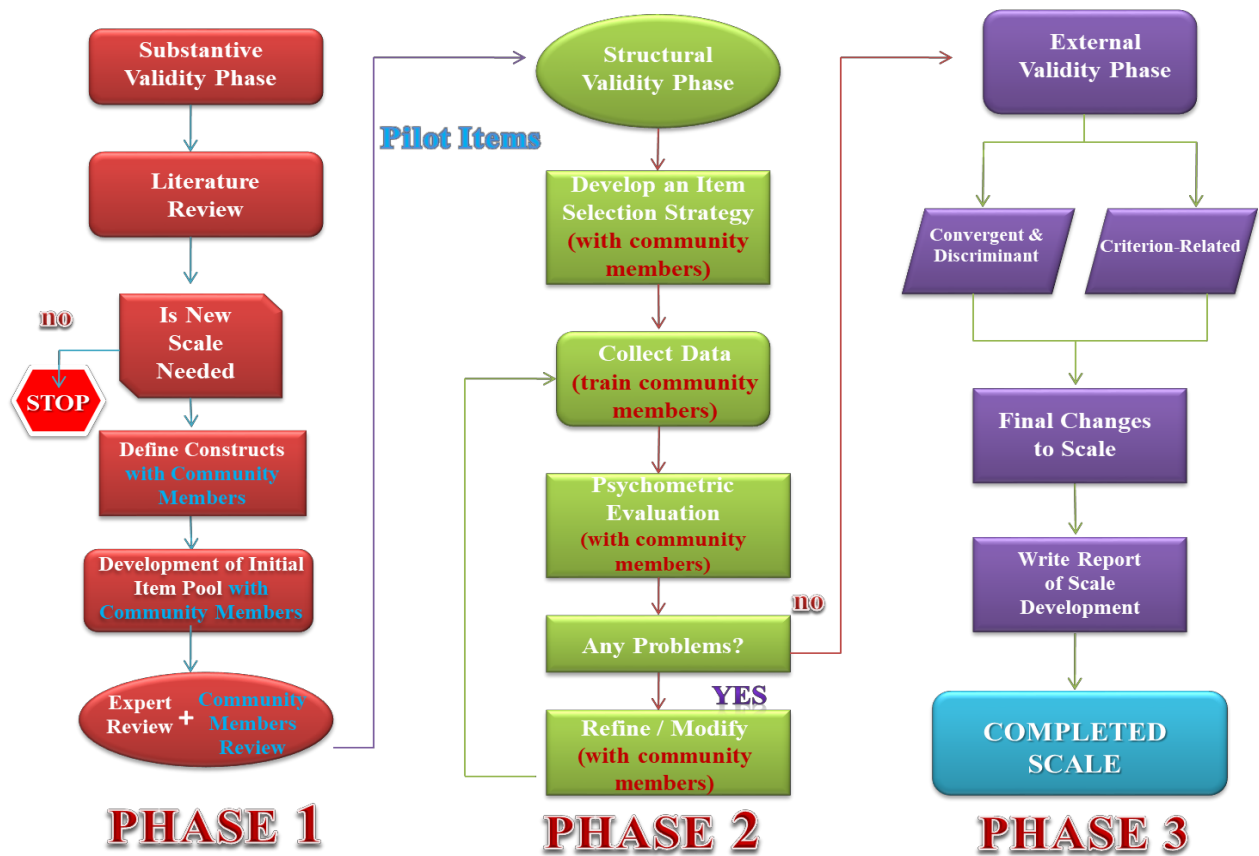 Substantive
Validity Phase
Literature
Review
no
Is New
Scale
Needed
STOP
Define Constructs
with Community
Members
Development of Initial
Item Pool with
Community Members
Expert
Review
+
Community
Members
Review
PHASE 1
Pilot Items
Structural
Validity Phase
Develop an Item
Selection Strategy
(with community
members)
Collect Data
(train community
members)
Psychometric
Evaluation
(with community
members)
no
Any Problems?
YES
Refine / Modify
(with community
members)
PHASE 2
External
Validity Phase
Convergent &
Discriminant
Criterion-Related
Final Changes
to Scale
Write Report
of Scale
Development
COMPLETED
SCALE
PHASE 3